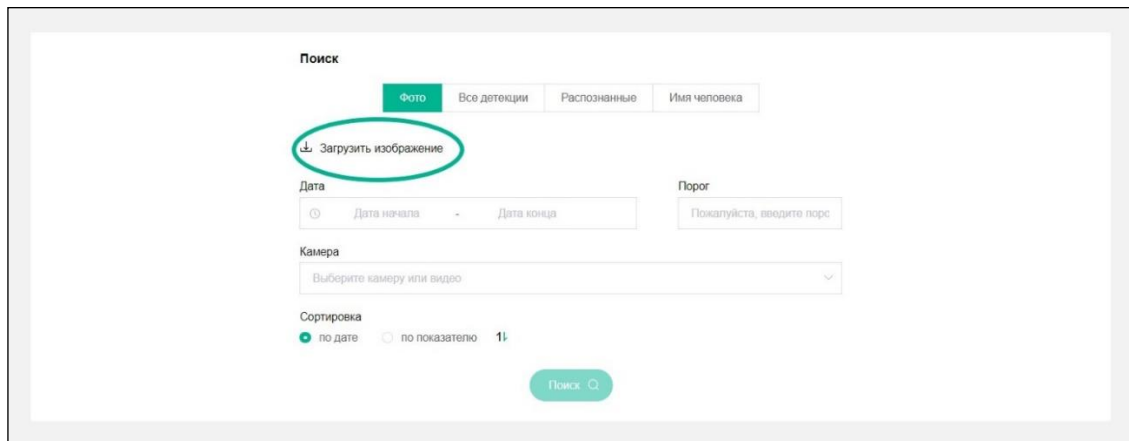 Поиск
Фото Все детекции Распознанные Имя человека
Загрузить изображение
Дата Порог
Дата начала - Дата конца Пожалуйста, введите порс
Камера
Выберите камеру или видео
Сортировка
по дате по показателю
Поиск